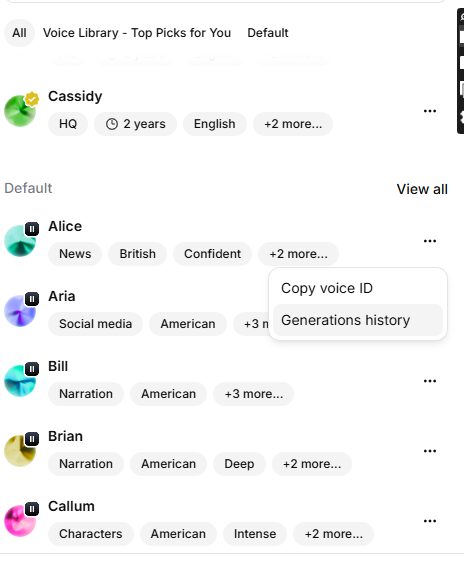 All Voice Library - Top Picks for You Default
Cassidy
HQ 2 years English +2 more...
Default View all
Alice
News British Confident +2 more...
Copy voice ID
Aria
Generations history
Social media American +3
Bill
Narration American +3 more...
Brian
Narration American Deep +2 more...
Callum
Characters American Intense +2 more...